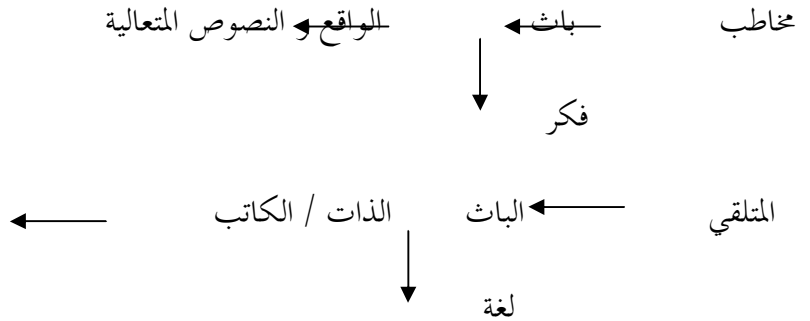 مخاطب باث الواقع و النصوص المتعالية
فكر
المتلقي الباث الذات / الكاتب
لغة